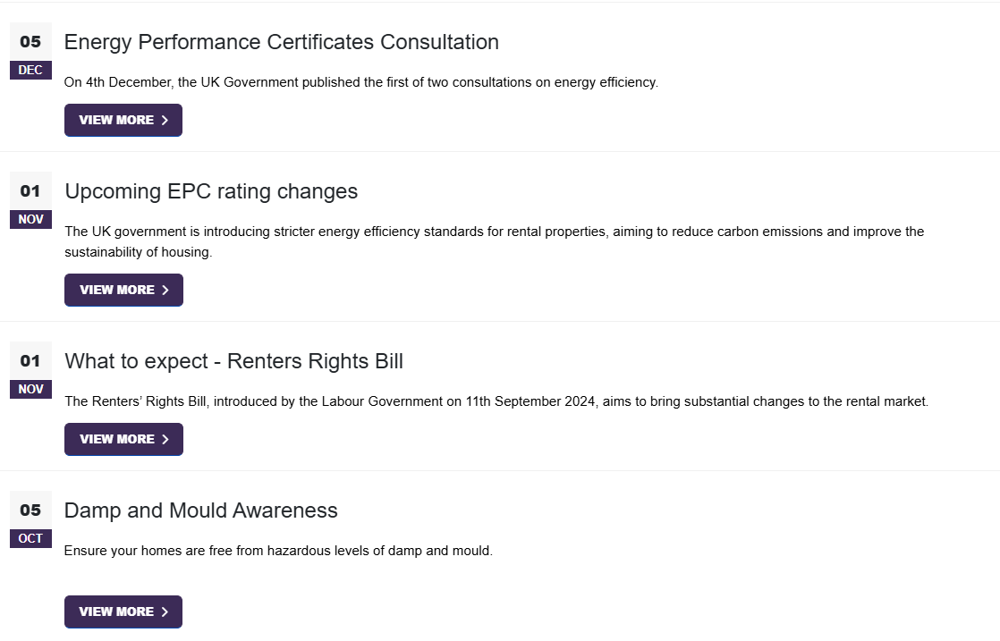 05
DEC
Energy Performance Certificates Consultation
On 4th December, the UK Government published the first of two consultations on energy efficiency.
VIEW MORE
01
NOV
Upcoming EPC rating changes
The UK government is introducing stricter energy efficiency standards for rental properties, aiming to reduce carbon emissions and improve the
sustainability of housing.
VIEW MORE
01
NOV
What to expect - Renters Rights Bill
The Renters’ Rights Bill, introduced by the Labour Government on 11th September 2024, aims to bring substantial changes to the rental market.
VIEW MORE
05
OCT
Damp and Mould Awareness
Ensure your homes are free from hazardous levels of damp and mould.
VIEW MORE